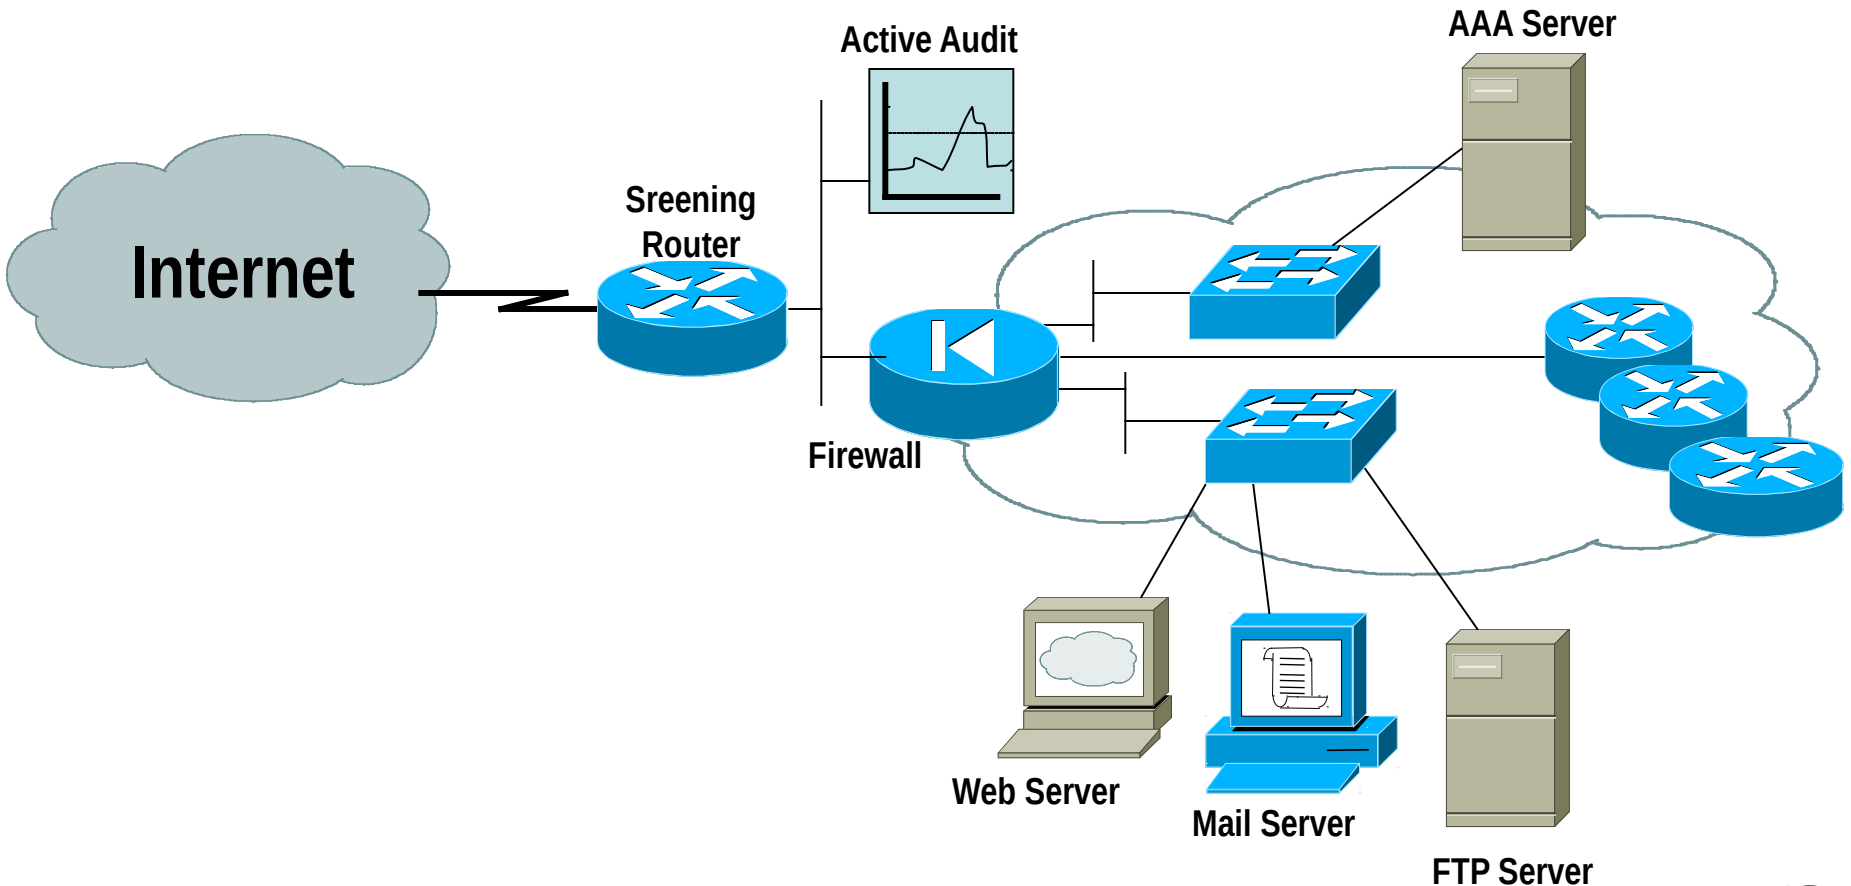 AAA Server
Active Audit
Sreening
Router
Internet
Firewall
Web Server
Mail Server
FTP Server